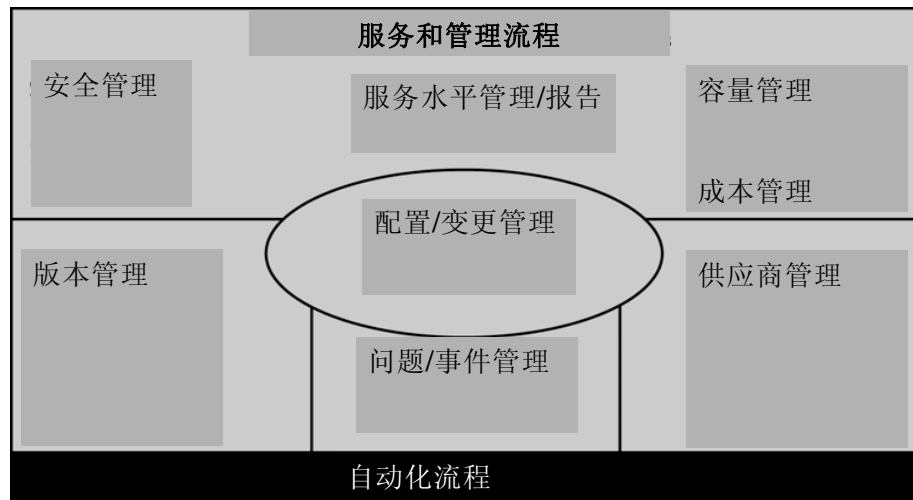 服务和管理流程
安全管理
服务水平管理/报告
容量管理
成本管理
配置/变更管理
版本管理
供应商管理
问题/事件管理
自动化流程